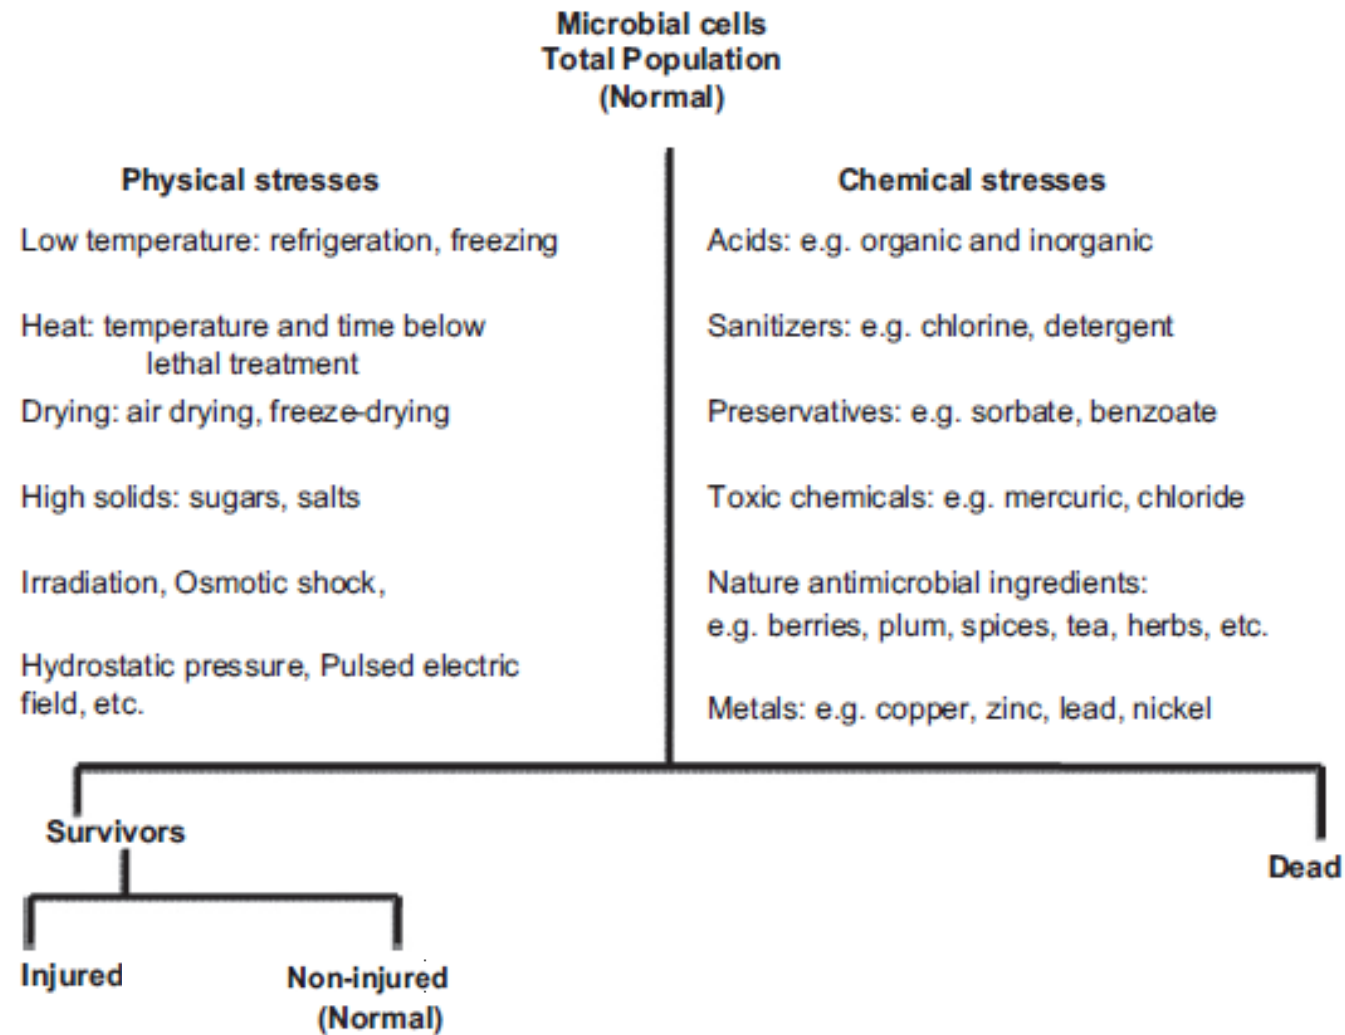 Microbial cells
Total Population
(Normal)
Physical stresses
Low temperature: refrigeration, freezing
Heat: temperature and time below
lethal treatment
Drying: air drying, freeze-drying
High solids: sugars, salts
Irradiation, Osmotic shock,
Hydrostatic pressure, Pulsed electric
field, etc.
Chemical stresses
Acids: e.g. organic and inorganic
Sanitizers: e.g. chlorine, detergent
Preservatives: e.g. sorbate, benzoate
Toxic chemicals: e.g. mercuric, chloride
Nature antimicrobial ingredients:
e.g. berries, plum, spices, tea, herbs, etc.
Metals: e.g. copper, zinc, lead, nickel
Survivors
Dead
Injured
Non-injured
(Normal)